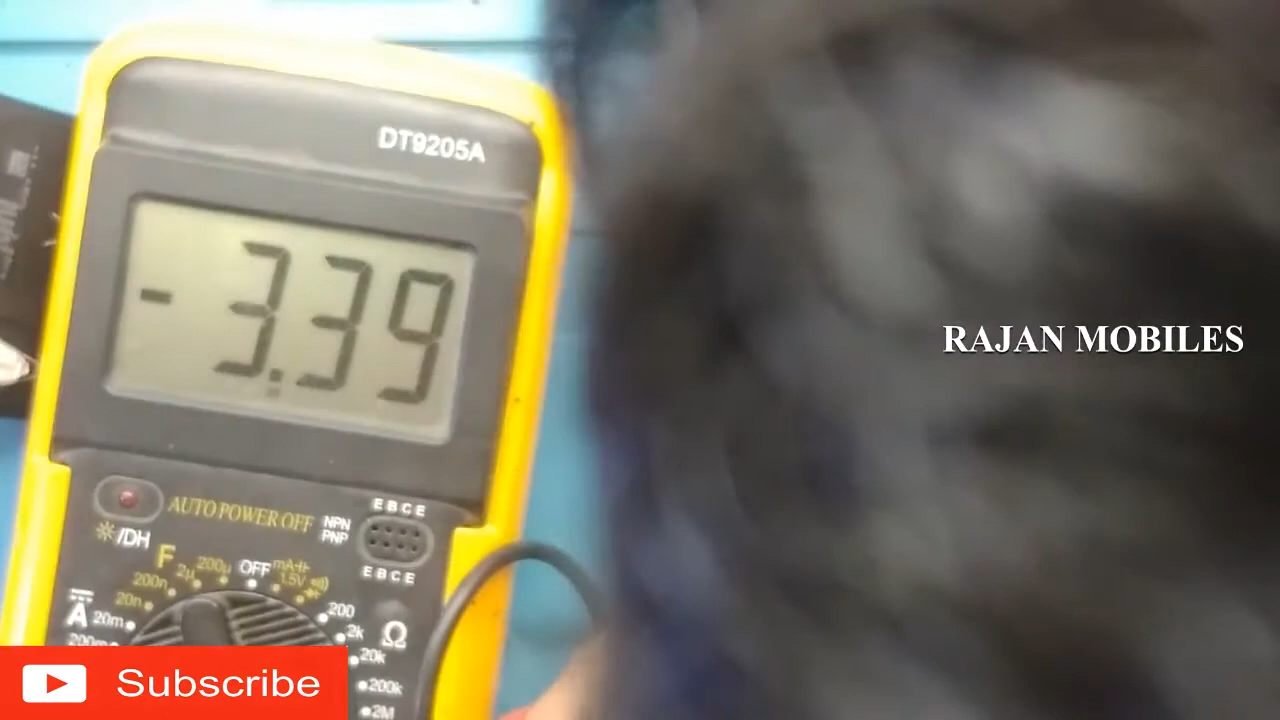 DT9205A
- 3.39
RAJAN MOBILES
AUTO POWER OFF
NPN
PNP
E B C E
E B C E
/DH
F
200µ
2µ
200n
20n
OFF
mA
1.5V
A
20m
200m
200
2k
Ω
20k
200k
2M
Subscribe